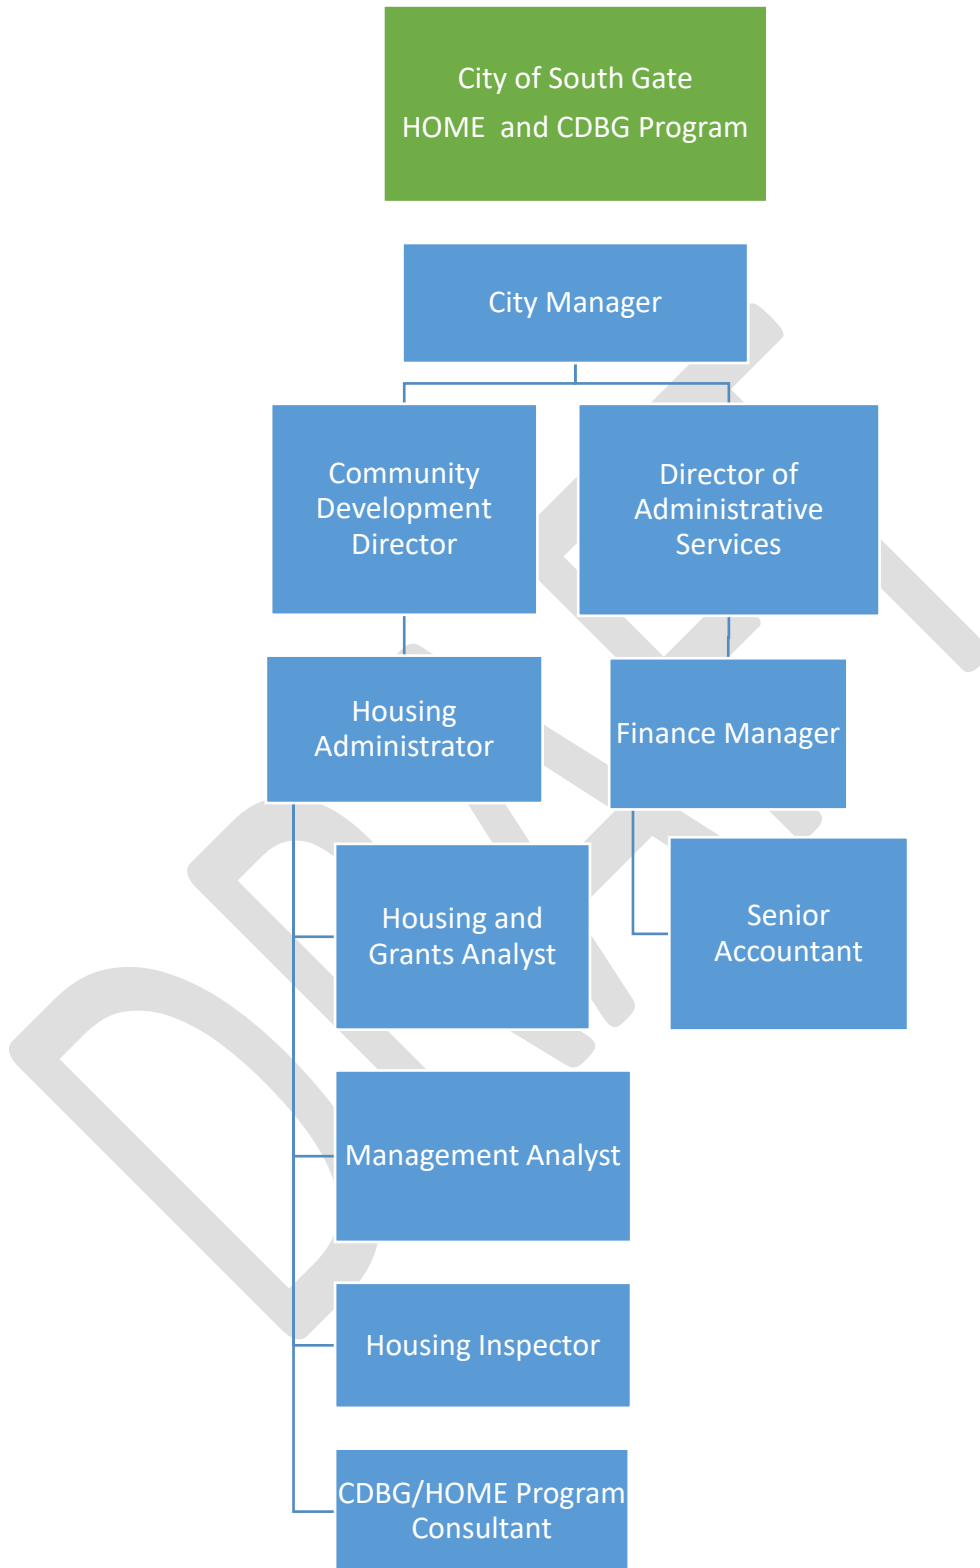 City of South Gate
HOME and CDBG Program
City Manager
Community
Development
Director
Director of
Administrative
Services
Housing
Administrator
Finance Manager
Housing and
Grants Analyst
Senior
Accountant
Management Analyst
Housing Inspector
CDBG/HOME Program
Consultant
DRAFT